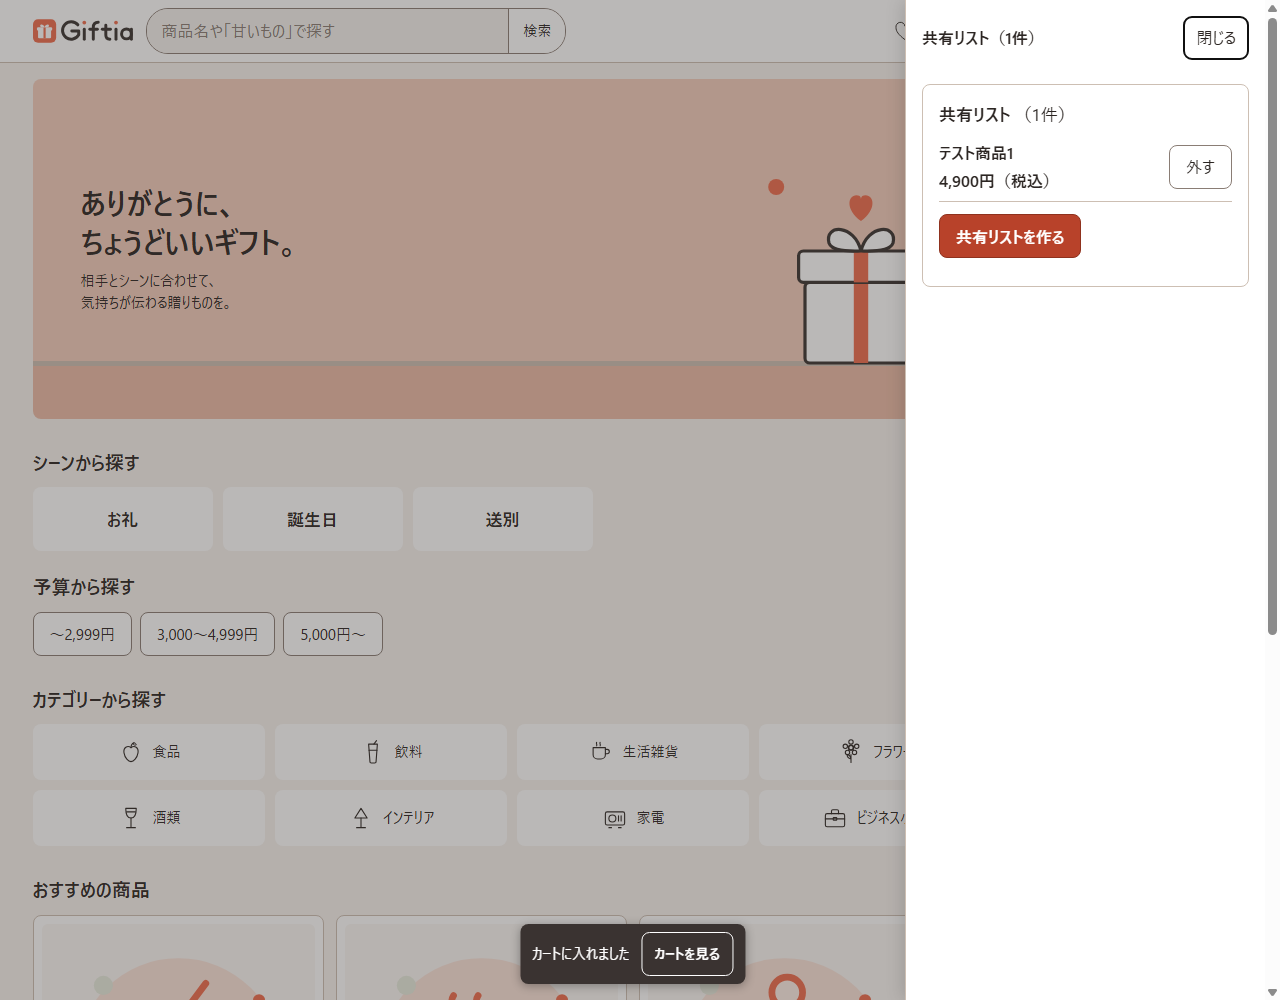 Giftia
商品名や「甘いもの」で探す
検索
ありがとうに、
ちょうどいいギフト。
相手とシーンに合わせて、
気持ちが伝わる贈りものを。
シーンから探す
お礼
誕生日
送別
予算から探す
～2,999円
3,000～4,999円
5,000円～
カテゴリーから探す
食品
飲料
生活雑貨
フラワー
酒類
インテリア
家電
ビジネス
おすすめの商品
カートに入れました
カートを見る
共有リスト（1件）
閉じる
共有リスト （1件）
テスト商品1
4,900円（税込）
外す
共有リストを作る